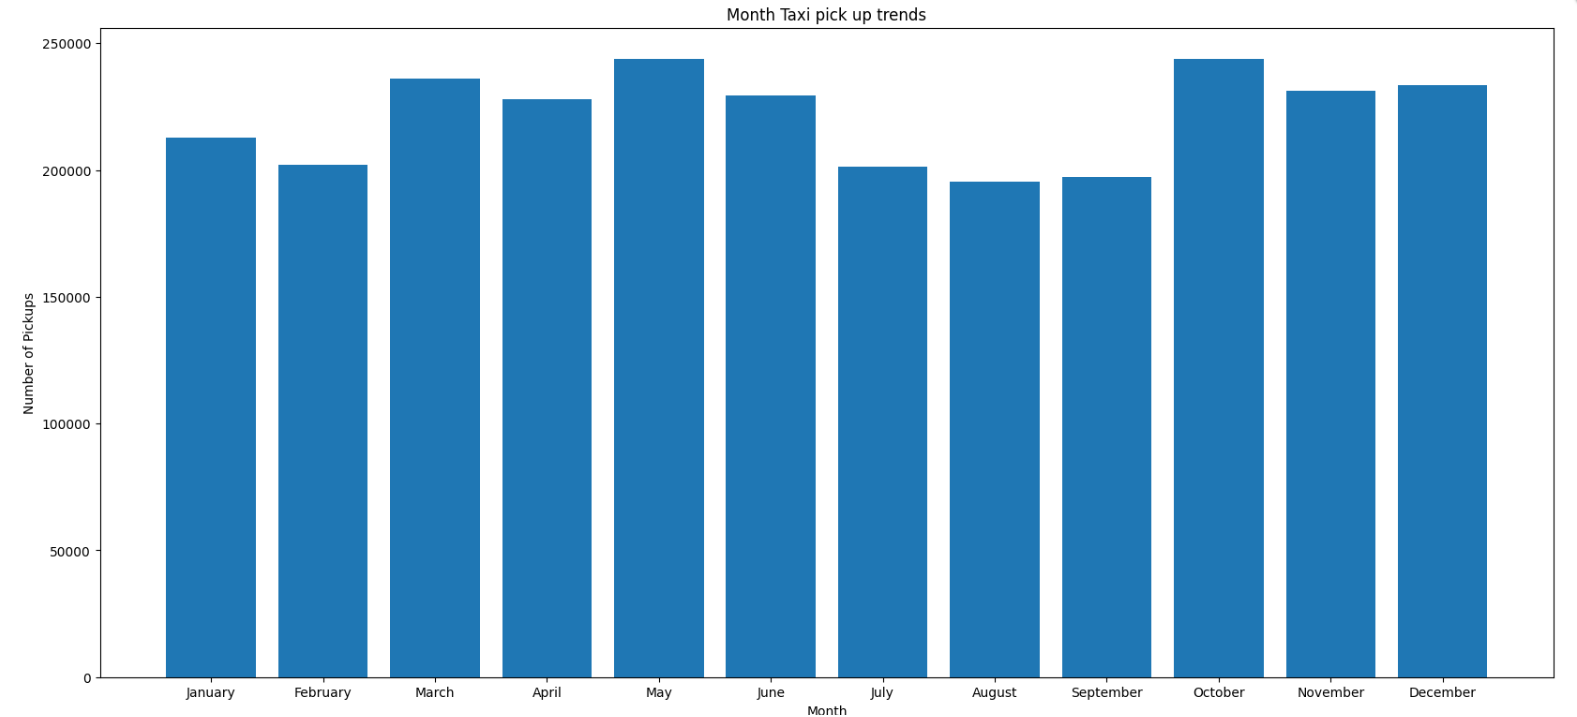 Month Taxi pick up trends
250000
200000
150000
100000
50000
0
Number of Pickups
January February March April May June July August September October November December
Month